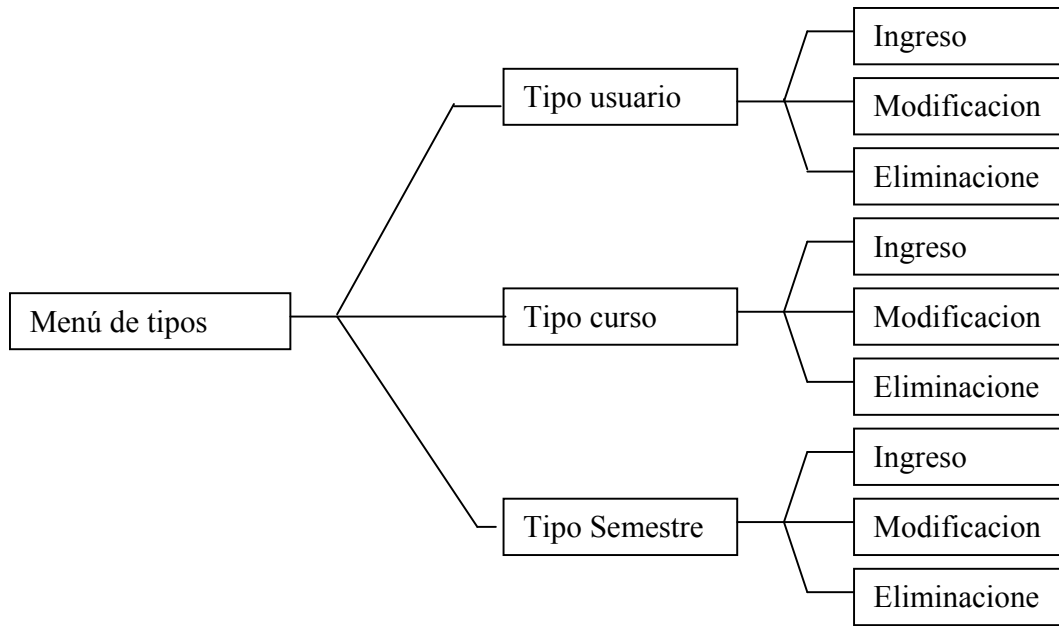 Menú de tipos
Tipo usuario
Ingreso
Modificacion
Eliminacione
Tipo curso
Ingreso
Modificacion
Eliminacione
Tipo Semestre
Ingreso
Modificacion
Eliminacione